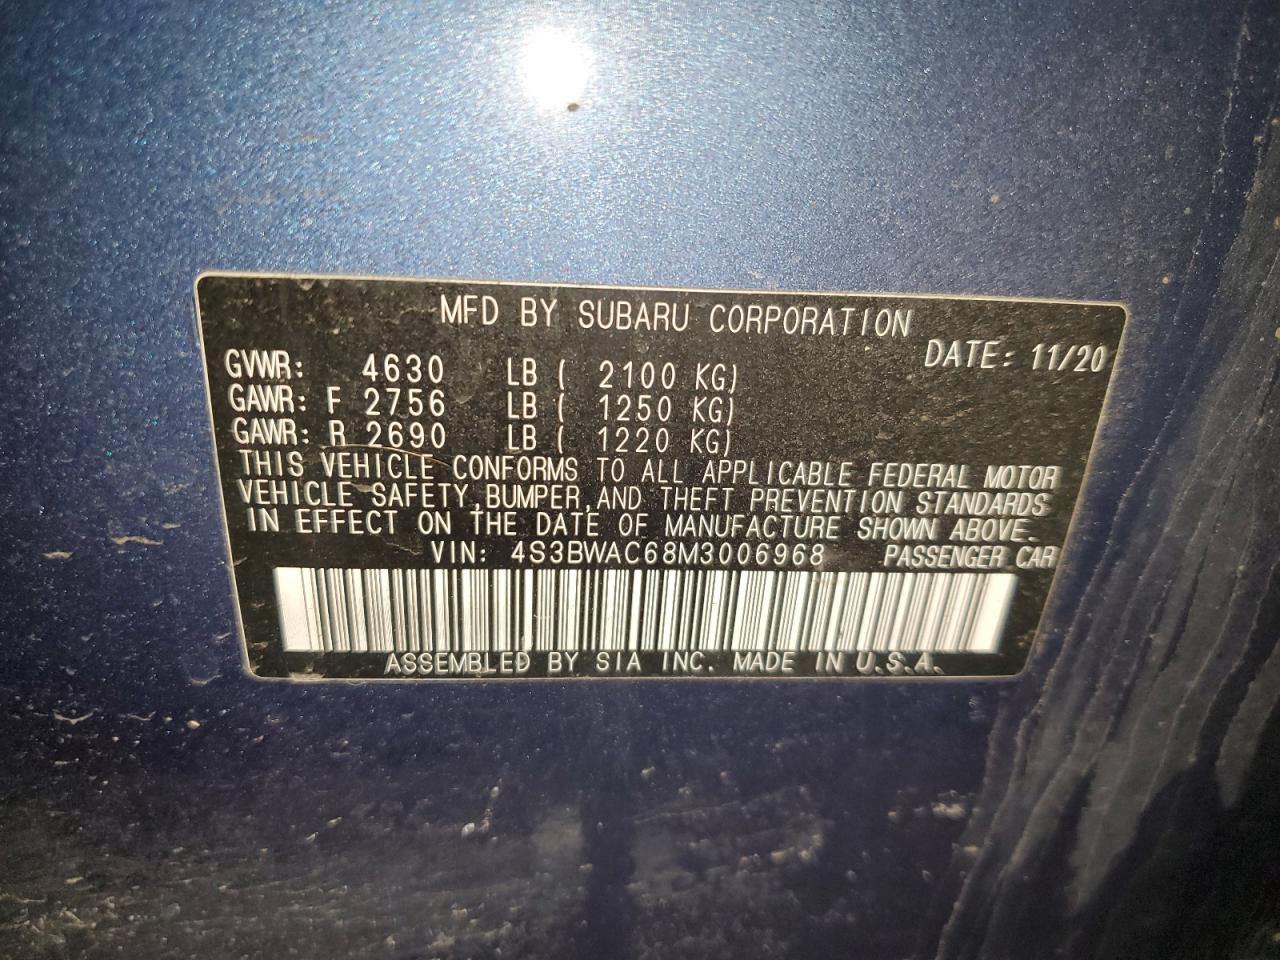 MFD BY SUBARU CORPORATION
DATE: 11/20
GVWR: 4630 LB ( 2100 KG)
GAWR: F 2756 LB ( 1250 KG)
GAWR: R 2690 LB ( 1220 KG)
THIS VEHICLE CONFORMS TO ALL APPLICABLE FEDERAL MOTOR
VEHICLE SAFETY,BUMPER,AND THEFT PREVENTION STANDARDS
IN EFFECT ON THE DATE OF MANUFACTURE SHOWN ABOVE.
VIN: 4S3BWAC68M3006968 PASSENGER CAR
ASSEMBLED BY SIA INC. MADE IN U.S.A.